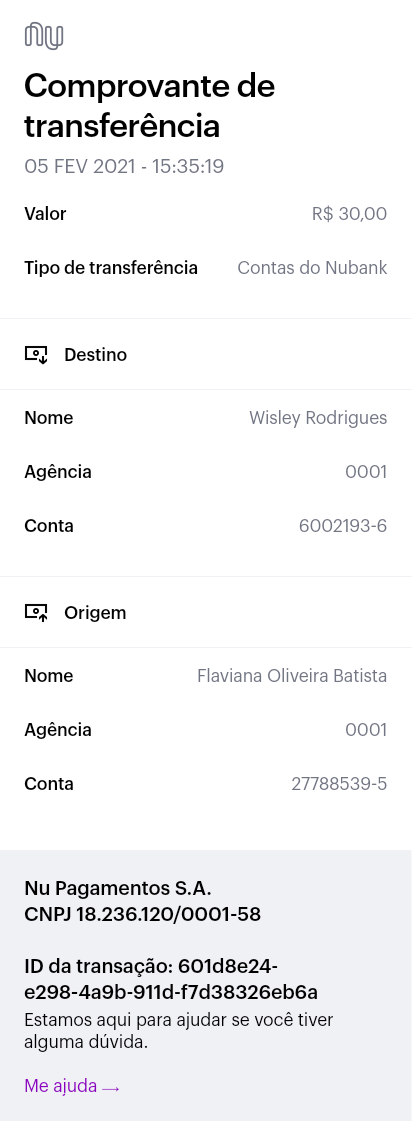 nu
Comprovante de
transferência
05 FEV 2021 - 15:35:19
Valor R$ 30,00
Tipo de transferência Contas do Nubank
Destino
Nome Wisley Rodrigues
Agência 0001
Conta 6002193-6
Origem
Nome Flaviana Oliveira Batista
Agência 0001
Conta 27788539-5
Nu Pagamentos S.A.
CNPJ 18.236.120/0001-58
ID da transação: 601d8e24-
e298-4a9b-911d-f7d38326eb6a
Estamos aqui para ajudar se você tiver
alguma dúvida.
Me ajuda →